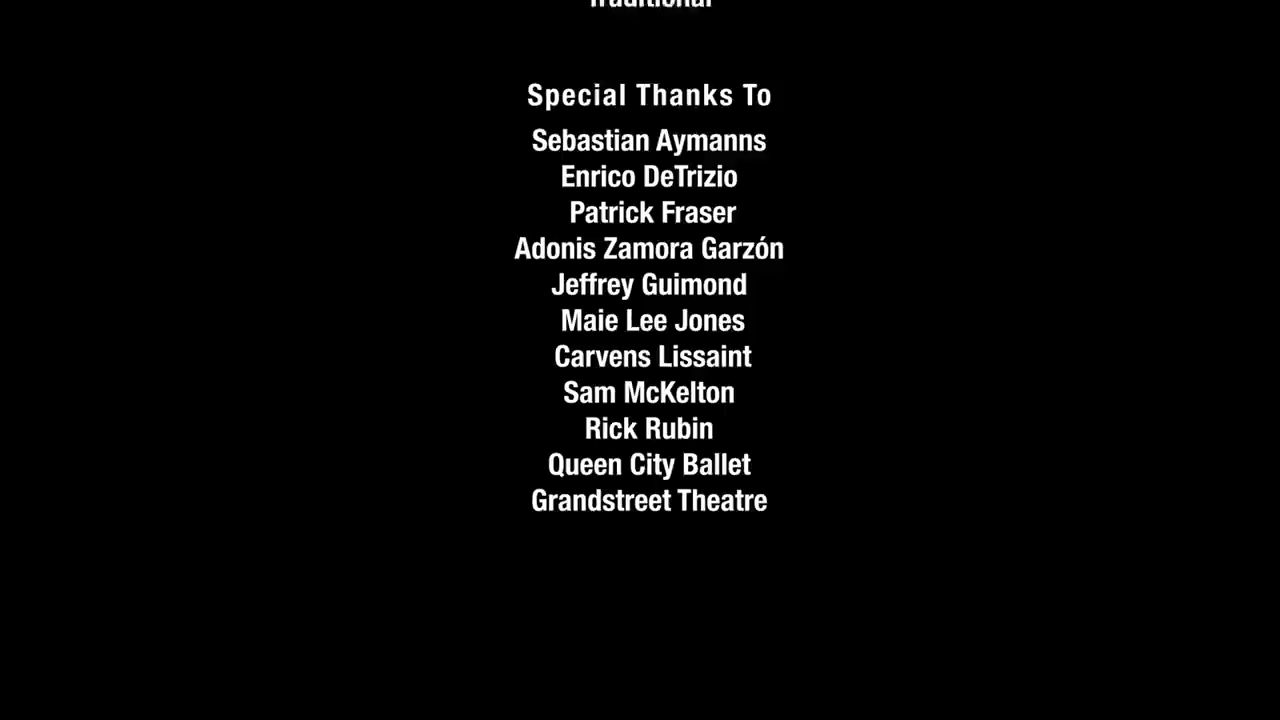 Traditional
Special Thanks To
Sebastian Aymanns
Enrico DeTrizio
Patrick Fraser
Adonis Zamora Garzón
Jeffrey Guimond
Maie Lee Jones
Carvens Lissaint
Sam McKelton
Rick Rubin
Queen City Ballet
Grandstreet Theatre